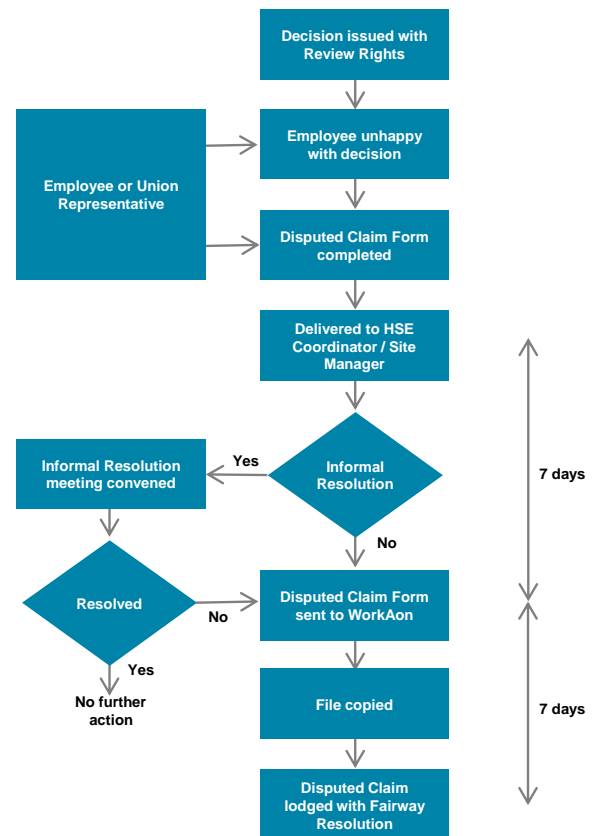 Decision issued with
Review Rights
Employee unhappy
with decision
Employee or Union
Representative
Disputed Claim Form
completed
Delivered to HSE
Coordinator / Site
Manager
Informal Resolution
meeting convened
Yes
Informal
Resolution
7 days
No
Resolved
No
Disputed Claim Form
sent to WorkAon
Yes
No further
action
File copied
7 days
Disputed Claim
lodged with Fairway
Resolution